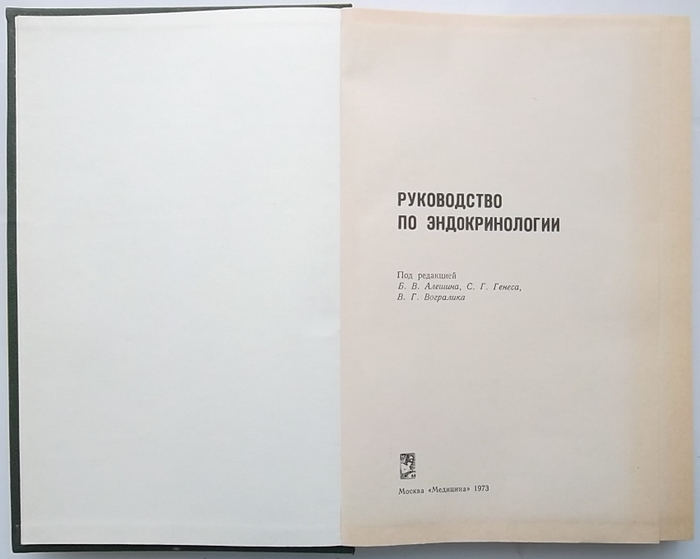 РУКОВОДСТВО
ПО ЭНДОКРИНОЛОГИИ
Под редакцией
Б. В. Алешина, С. Г. Генеса,
В. Г. Вогралика
Москва «Медицина» 1973